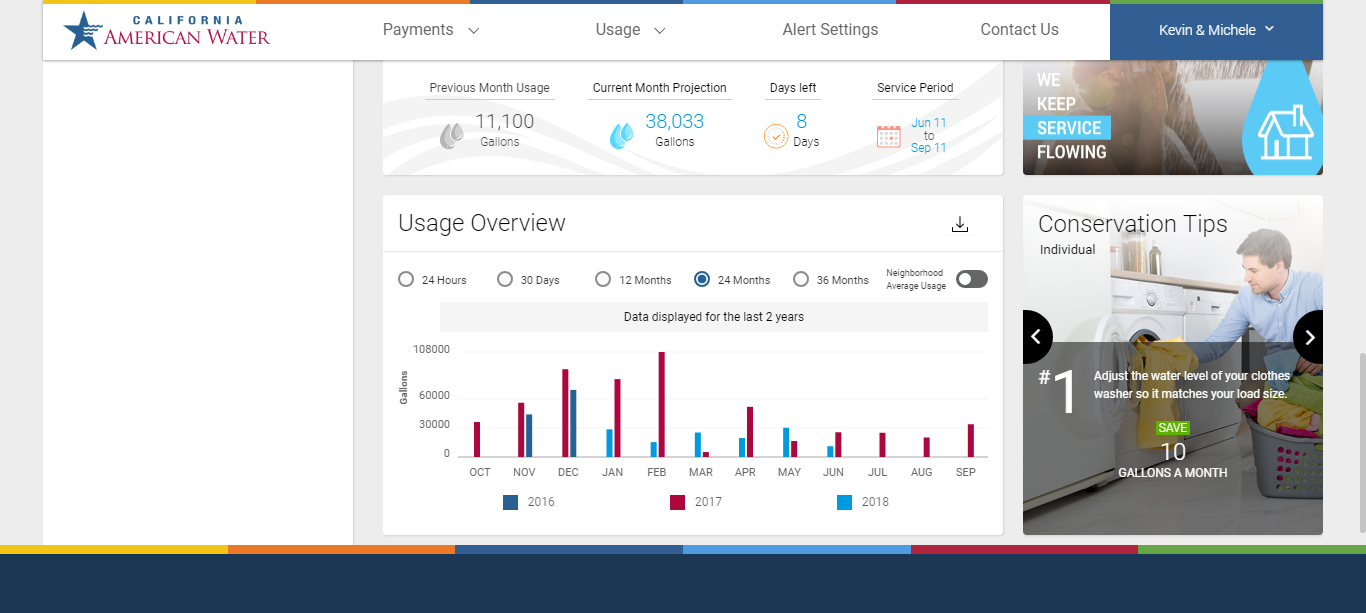 CALIFORNIA
AMERICAN WATER
Payments
Usage
Alert Settings
Contact Us
Kevin & Michele
Previous Month Usage
11,100
Gallons
Current Month Projection
38,033
Gallons
Days left
8
Days
Service Period
Jun 11
to
Sep 11
WE
KEEP
SERVICE
FLOWING
Usage Overview
24 Hours
30 Days
12 Months
24 Months
36 Months
Neighborhood
Average Usage
Data displayed for the last 2 years
Gallons
108000
60000
30000
0
OCT NOV DEC JAN FEB MAR APR MAY JUN JUL AUG SEP
2016 2017 2018
Conservation Tips
Individual
#1
Adjust the water level of your clothes
washer so it matches your load size.
SAVE
10
GALLONS A MONTH